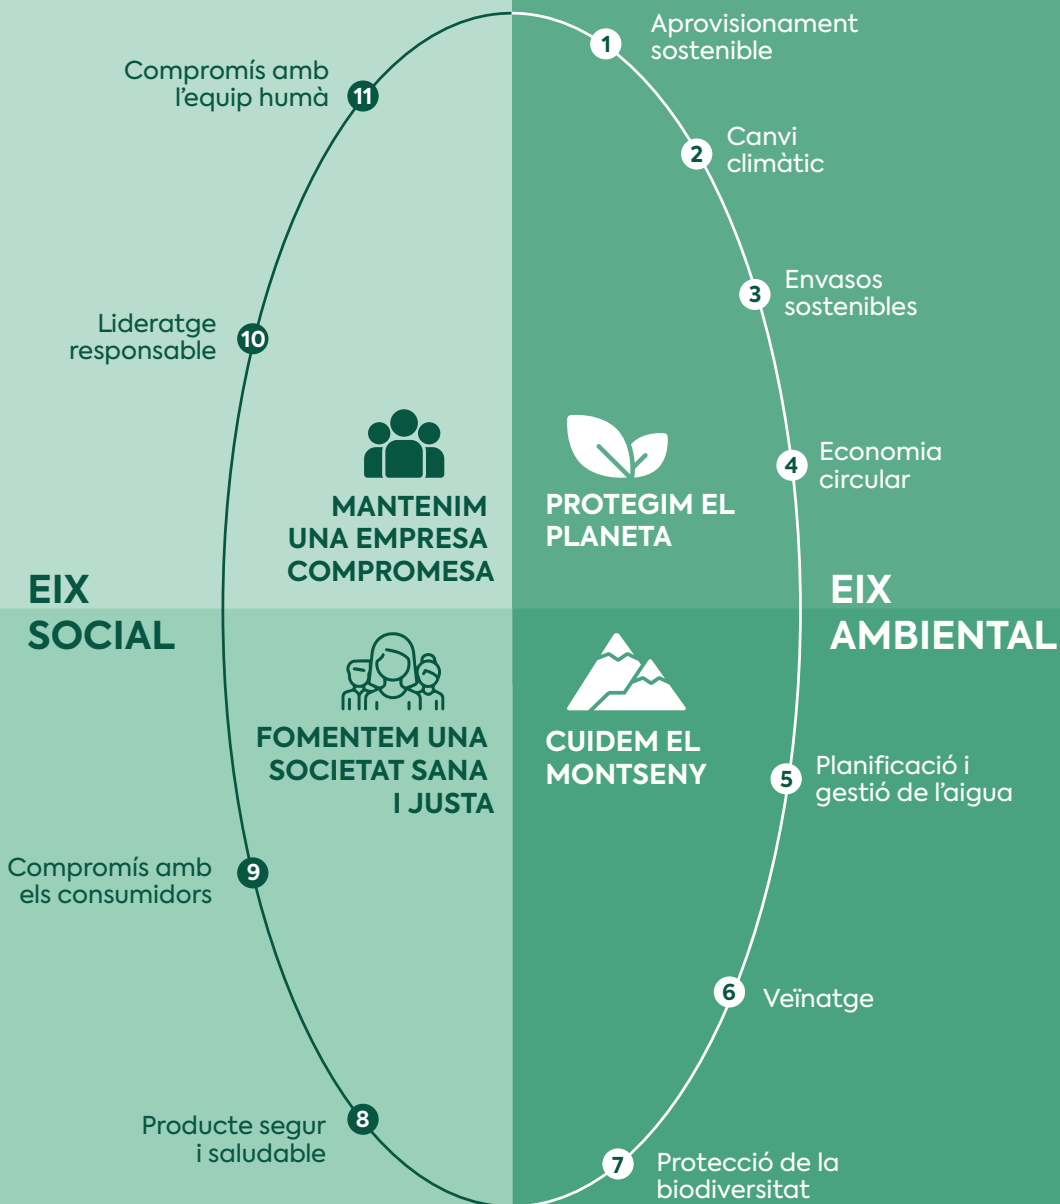 1
Aprovisionament
sostenible
2
Canvi
climàtic
3
Envasos
sostenibles
4
Economia
circular
PROTEGIM EL
PLANETA
EIX
AMBIENTAL
CUIDEM EL
MONTSENY
5
Planificació i
gestió de l'aigua
6
Veïnatge
7
Protecció de la
biodiversitat
8
Producte segur
i saludable
9
Compromís amb
els consumidors
FOMENTEM UNA
SOCIETAT SANA
I JUSTA
EIX
SOCIAL
MANTENIM
UNA EMPRESA
COMPROMESA
10
Lideratge
responsable
11
Compromís amb
l'equip humà